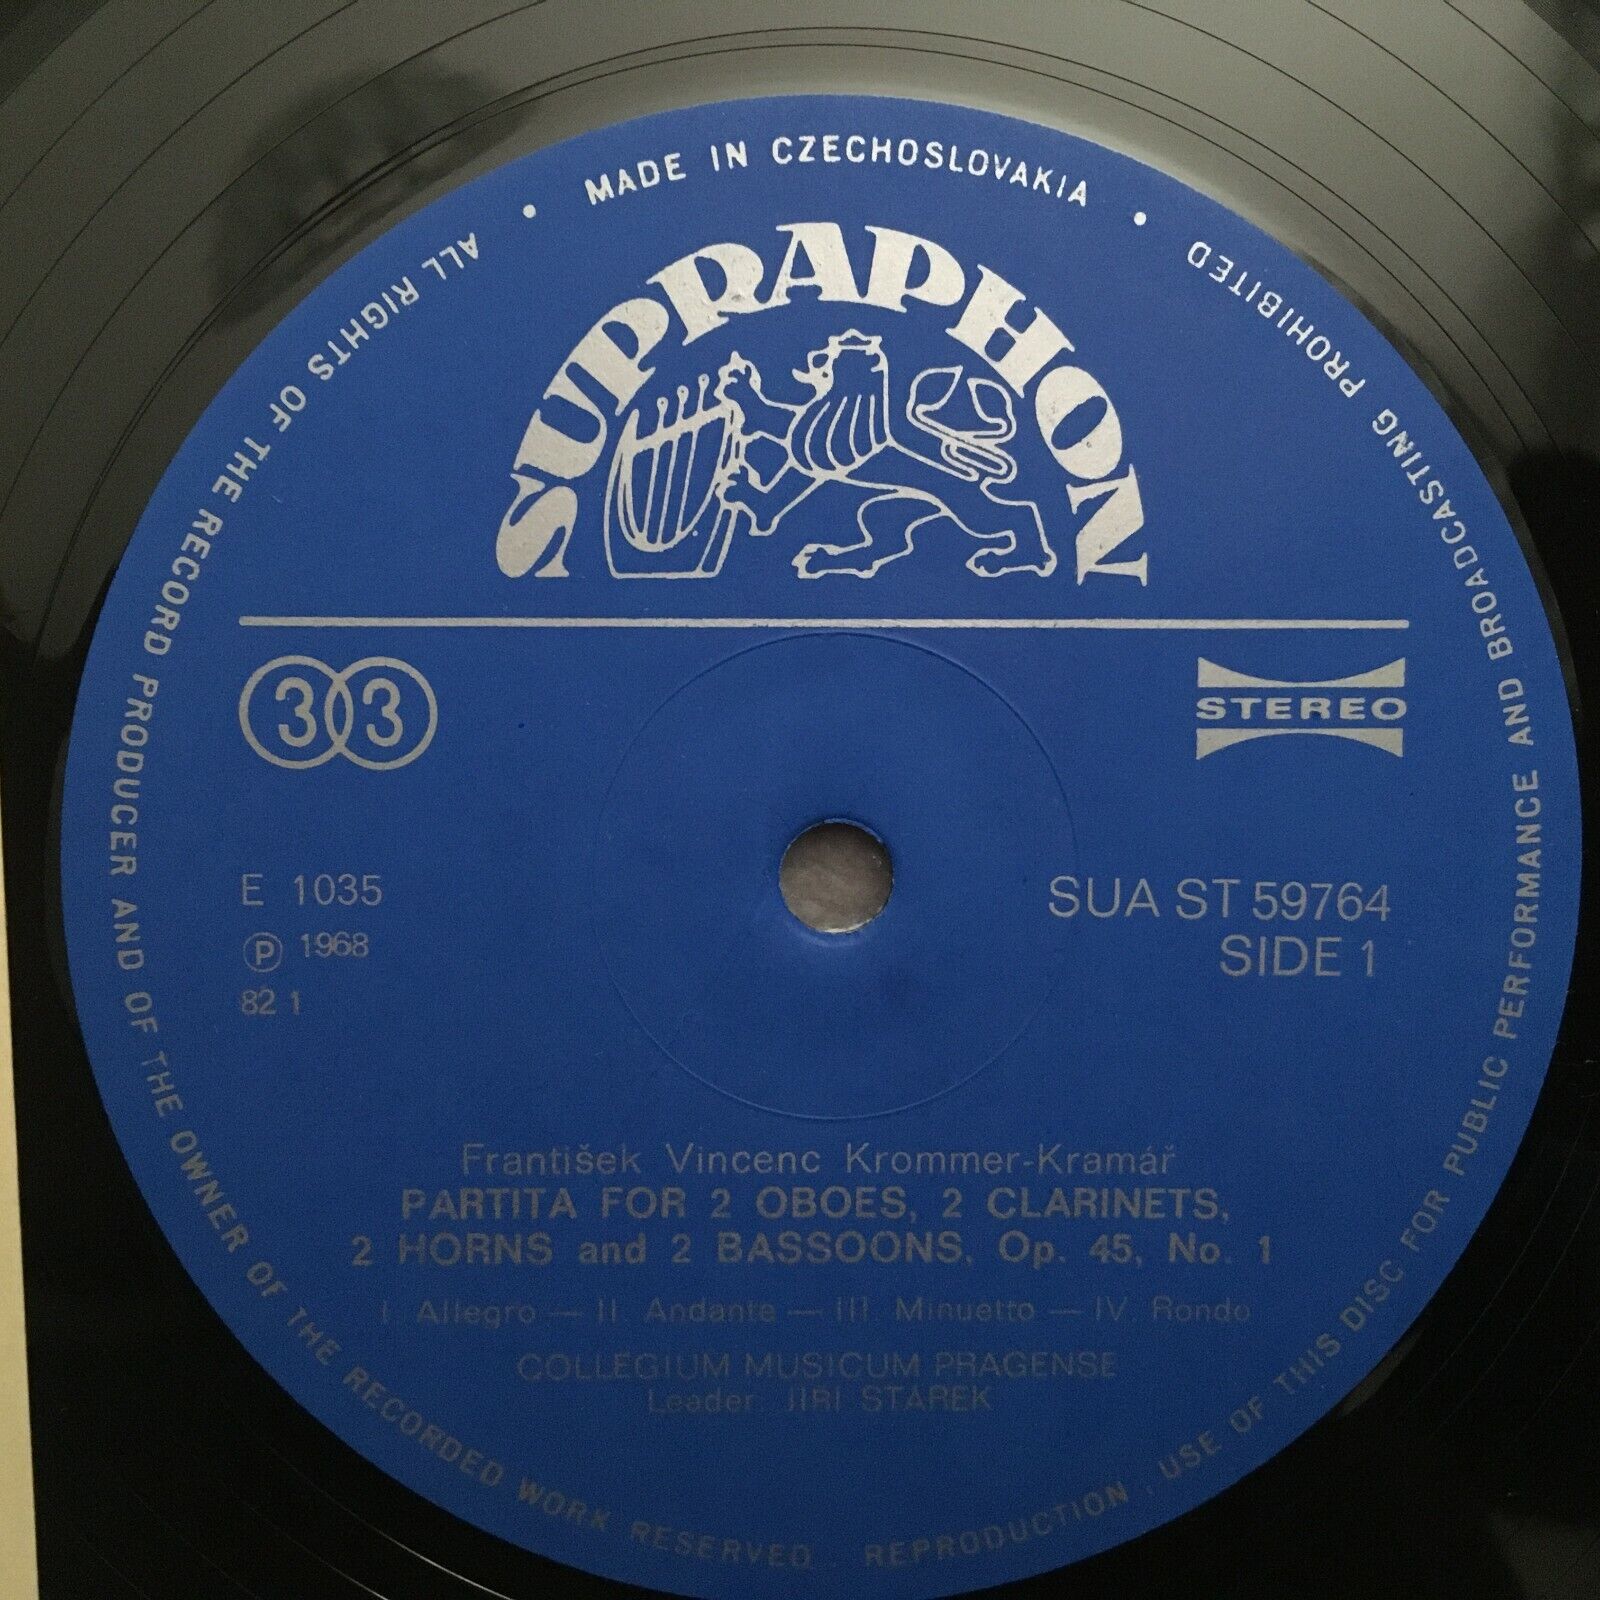 MADE IN CZECHOSLOVAKIA
ALL RIGHTS OF THE RECORD PRODUCER AND OF THE OWNER OF THE RECORDED WORK RESERVED . REPRODUCTION , USE OF THIS DISC FOR PUBLIC PERFORMANCE AND BROADCASTING PROHIBITED
SUPRAPHON
33
STEREO
E 1035
SUA ST 59764
Ⓟ 1968
SIDE 1
82 1
František Vincenc Krommer-Kramář
PARTITA FOR 2 OBOES, 2 CLARINETS,
2 HORNS and 2 BASSOONS, Op. 45, No. 1
I. Allegro — II. Andante — III. Minuetto — IV. Rondo
COLLEGIUM MUSICUM PRAGENSE
Leader: JIRI STAREK